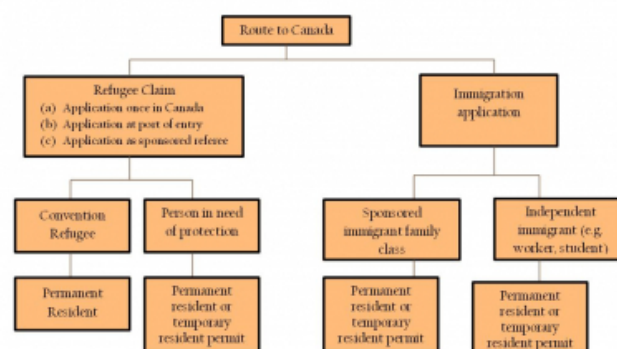 Route to Canada
Refugee Claim
(a) Application once in Canada
(b) Application at port of entry
(c) Application as sponsored referee
Immigration
application
Convention
Refugee
Person in need
of protection
Sponsored
immigrant family
class
Independent
immigrant (e.g.
worker, student)
Permanent
Resident
Permanent
resident or
temporary
resident permit
Permanent
resident or
temporary
resident permit
Permanent
resident or
temporary
resident permit